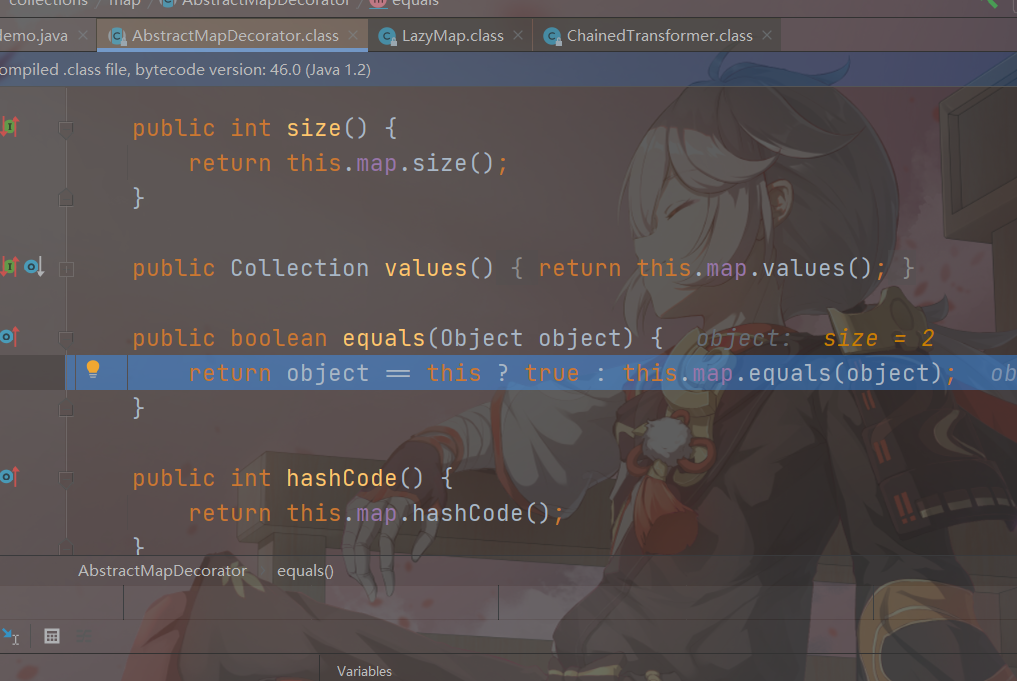 collections / map / AbstractMapDecorator / equals
emo.java AbstractMapDecorator.class LazyMap.class ChainedTransformer.class
ompiled .class file, bytecode version: 46.0 (Java 1.2)
public int size() {
return this.map.size();
}
public Collection values() { return this.map.values(); }
public boolean equals(Object object) { object: size = 2
return object == this ? true : this.map.equals(object); ob
}
public int hashCode() {
return this.map.hashCode();
}
AbstractMapDecorator equals()
Variables